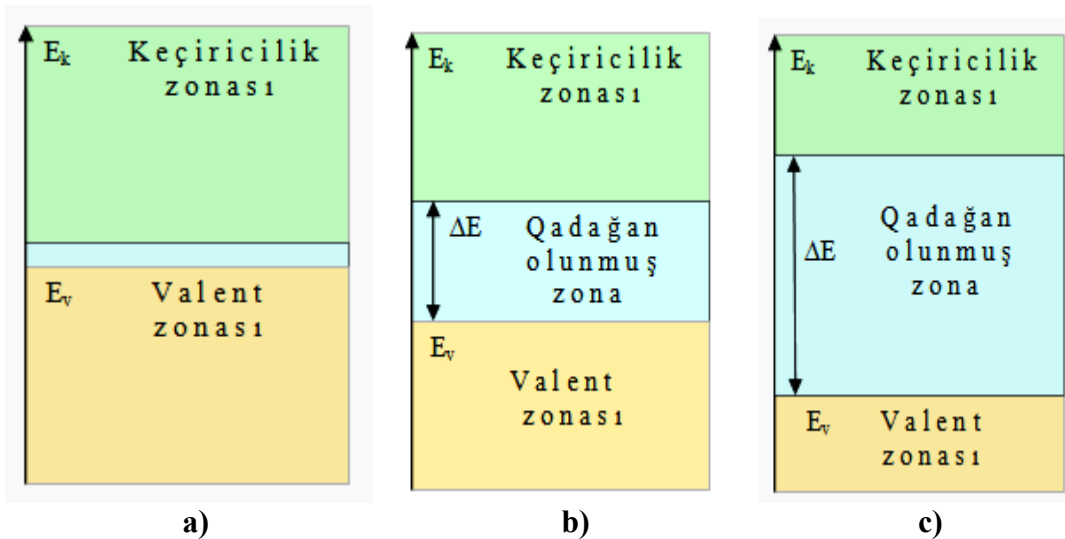 Eₖ Keçiricilik
zonası
Eᵥ Valent
zonası
a)
Eₖ Keçiricilik
zonası
ΔE Qadağan
olunmuş
zona
Eᵥ
Valent
zonası
b)
Eₖ Keçiricilik
zonası
Qadağan
ΔE olunmuş
zona
Eᵥ Valent
zonası
c)